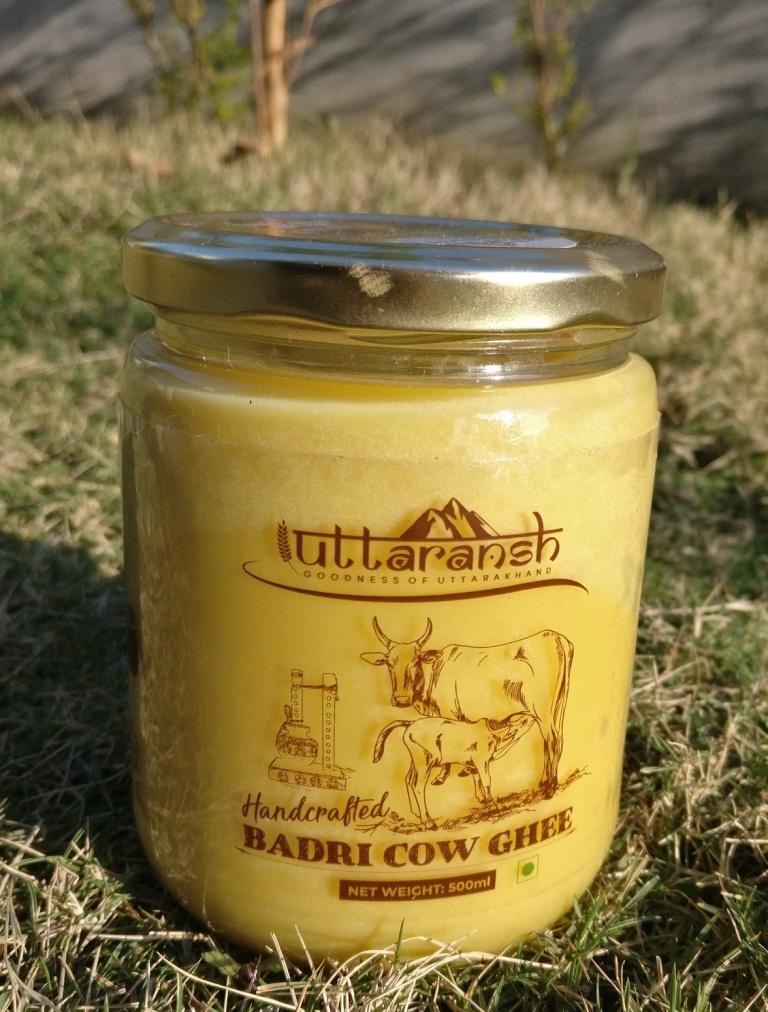 uttaransh
GOODNESS OF UTTARAKHAND
Handcrafted
BADRI COW GHEE
NET WEIGHT: 500ml